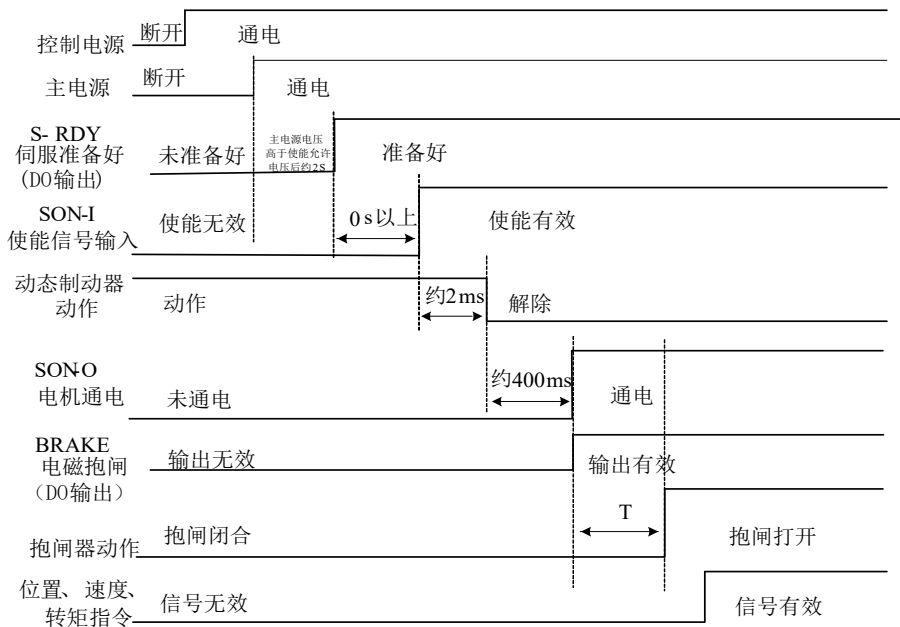 控制电源 断开 通电
主电源 断开 通电
S- RDY
伺服准备好
(DO输出)
未准备好
主电源电压
高于使能允许
电压后约2S
准备好
SON-I
使能信号输入
使能无效
0s以上
使能有效
动态制动器
动作
动作
约2ms
解除
SON-O
电机通电
未通电
约400ms
通电
BRAKE
电磁抱闸
（DO输出）
输出无效
输出有效
T
抱闸器动作
抱闸闭合
抱闸打开
位置、速度、
转矩指令
信号无效
信号有效